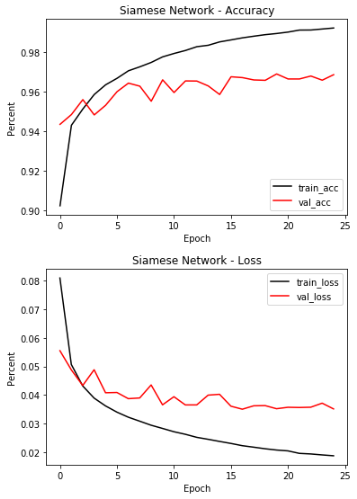 Siamese Network - Accuracy
0.98
0.96
0.94
0.92
0.90
Percent
train_acc
val_acc
0 5 10 15 20 25
Epoch
Siamese Network - Loss
0.08
0.07
0.06
0.05
0.04
0.03
0.02
Percent
train_loss
val_loss
0 5 10 15 20 25
Epoch